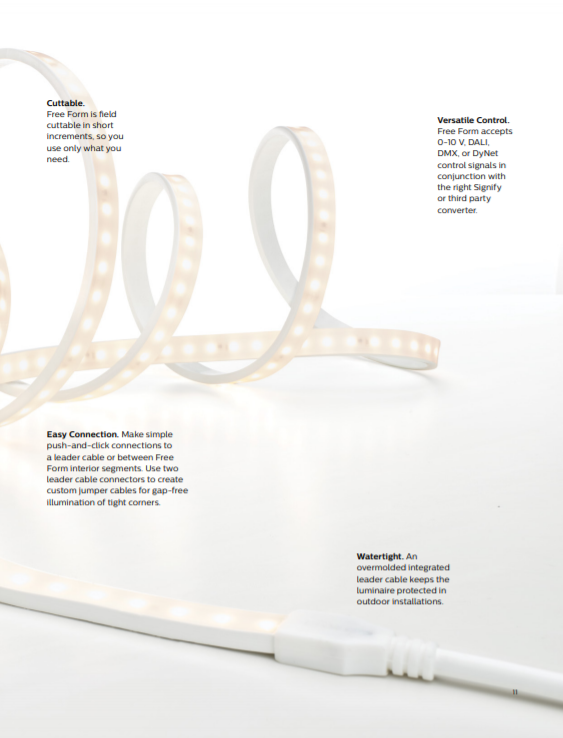 Cuttable.
Free Form is field
cuttable in short
increments, so you
use only what you
need.
Versatile Control.
Free Form accepts
0-10 V, DALI,
DMX, or DyNet
control signals in
conjunction with
the right Signify
or third party
converter.
Easy Connection. Make simple
push-and-click connections to
a leader cable or between Free
Form interior segments. Use two
leader cable connectors to create
custom jumper cables for gap-free
illumination of tight corners.
Watertight. An
overmolded integrated
leader cable keeps the
luminaire protected in
outdoor installations.
11